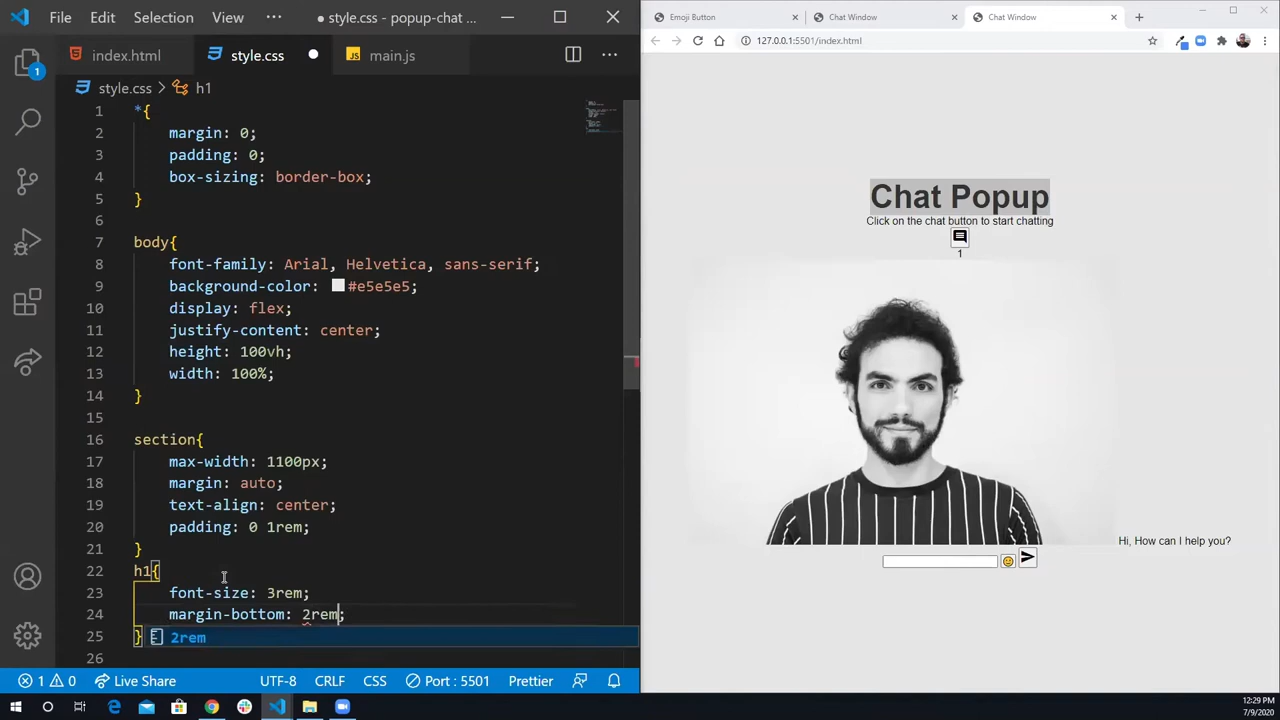 File Edit Selection View ··· ● style.css - popup-chat ...
index.html style.css ● main.js
style.css > h1
1 *{
2 margin: 0;
3 padding: 0;
4 box-sizing: border-box;
5 }
6
7 body{
8 font-family: Arial, Helvetica, sans-serif;
9 background-color: #e5e5e5;
10 display: flex;
11 justify-content: center;
12 height: 100vh;
13 width: 100%;
14 }
15
16 section{
17 max-width: 1100px;
18 margin: auto;
19 text-align: center;
20 padding: 0 1rem;
21 }
22 h1{
23 font-size: 3rem;
24 margin-bottom: 2rem;
25 } 2rem
26
1
1 0 Live Share UTF-8 CRLF CSS Port : 5501 Prettier
Emoji Button Chat Window Chat Window
127.0.0.1:5501/index.html
Chat Popup
Click on the chat button to start chatting
1
Hi, How can I help you?
12:29 PM
7/9/2020